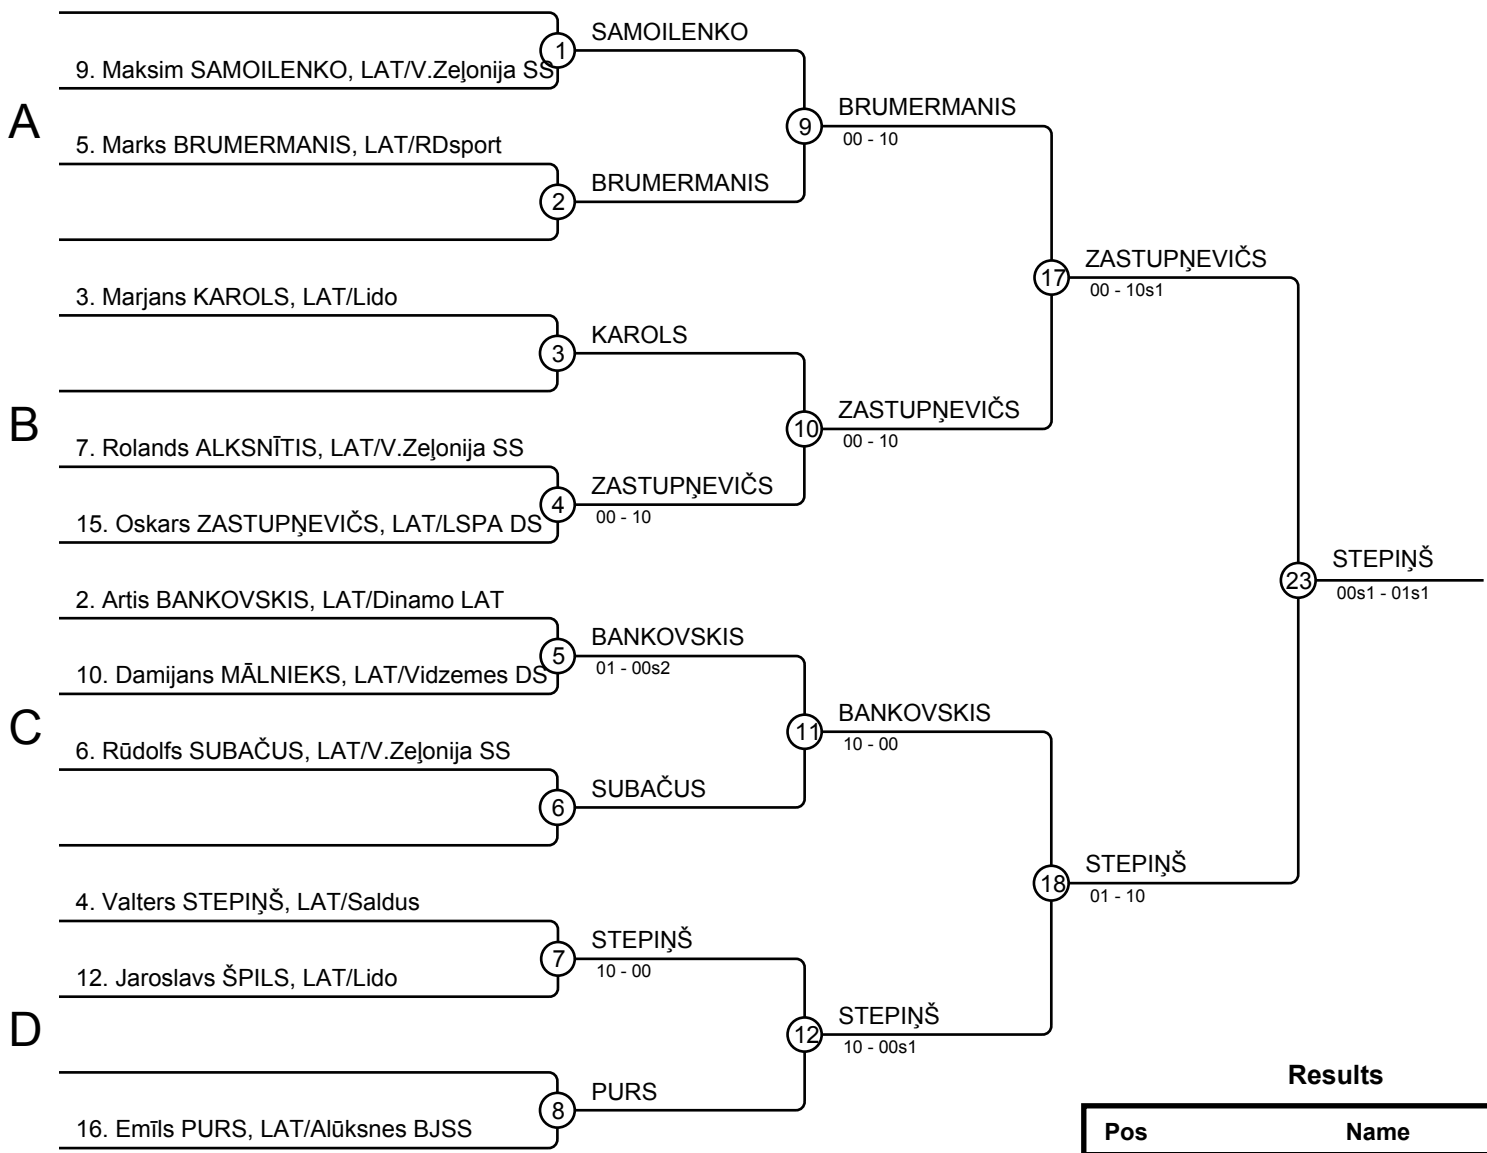 SAMOILENKO
1
9. Maksim SAMOILENKO, LAT/V.Zeļonija SS
A
BRUMERMANIS
9
00 - 10
5. Marks BRUMERMANIS, LAT/RDsport
BRUMERMANIS
2
ZASTUPŅEVIČS
17
00 - 10s1
3. Marjans KAROLS, LAT/Lido
KAROLS
3
B
ZASTUPŅEVIČS
10
00 - 10
7. Rolands ALKSNĪTIS, LAT/V.Zeļonija SS
ZASTUPŅEVIČS
4
00 - 10
15. Oskars ZASTUPŅEVIČS, LAT/LSPA DS
STEPIŅŠ
23
00s1 - 01s1
2. Artis BANKOVSKIS, LAT/Dinamo LAT
BANKOVSKIS
5
01 - 00s2
10. Damijans MĀLNIEKS, LAT/Vidzemes DS
C
BANKOVSKIS
11
10 - 00
6. Rūdolfs SUBAČUS, LAT/V.Zeļonija SS
SUBAČUS
6
STEPIŅŠ
18
01 - 10
4. Valters STEPIŅŠ, LAT/Saldus
STEPIŅŠ
7
10 - 00
12. Jaroslavs ŠPILS, LAT/Lido
D
STEPIŅŠ
12
10 - 00s1
PURS
8
16. Emīls PURS, LAT/Alūksnes BJSS
Results
Pos Name